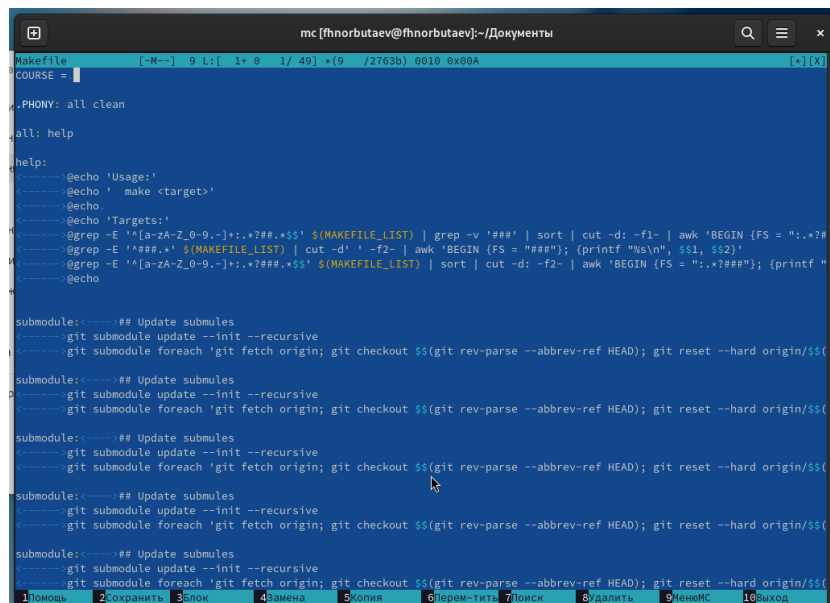 mc [fhnorbutaev@fhnorbutaev]:~/Документы
Makefile [-M--] 9 L:[ 1+ 0 1/ 49] *(9 /2763b) 0010 0x00A [*][X]
COURSE =
.PHONY: all clean
all: help
help:
<------>@echo 'Usage:'
<------>@echo '  make <target>'
<------>@echo.
<------>@echo 'Targets:'
<------>@grep -E '^[a-zA-Z_0-9.-]+:.*?##.*$$' $(MAKEFILE_LIST) | grep -v '###' | sort | cut -d: -f1- | awk 'BEGIN {FS = ":.*?#
<------>@grep -E '^###.*' $(MAKEFILE_LIST) | cut -d' ' -f2- | awk 'BEGIN {FS = "###"}; {printf "%s\n", $$1, $$2}'
<------>@grep -E '^[a-zA-Z_0-9.-]+:.*?###.*$$' $(MAKEFILE_LIST) | sort | cut -d: -f2- | awk 'BEGIN {FS = ":.*?###"}; {printf "
<------>@echo
submodule:<---->## Update submules
<------>git submodule update --init --recursive
<------>git submodule foreach 'git fetch origin; git checkout $$(git rev-parse --abbrev-ref HEAD); git reset --hard origin/$$(
submodule:<---->## Update submules
<------>git submodule update --init --recursive
<------>git submodule foreach 'git fetch origin; git checkout $$(git rev-parse --abbrev-ref HEAD); git reset --hard origin/$$(
submodule:<---->## Update submules
<------>git submodule update --init --recursive
<------>git submodule foreach 'git fetch origin; git checkout $$(git rev-parse --abbrev-ref HEAD); git reset --hard origin/$$(
submodule:<---->## Update submules
<------>git submodule update --init --recursive
<------>git submodule foreach 'git fetch origin; git checkout $$(git rev-parse --abbrev-ref HEAD); git reset --hard origin/$$(
submodule:<---->## Update submules
<------>git submodule update --init --recursive
<------>git submodule foreach 'git fetch origin; git checkout $$(git rev-parse --abbrev-ref HEAD); git reset --hard origin/$$(
1Помощь 2Сохранить 3Блок 4Замена 5Копия 6Перем~тить 7Поиск 8Удалить 9МенюМС 10Выход